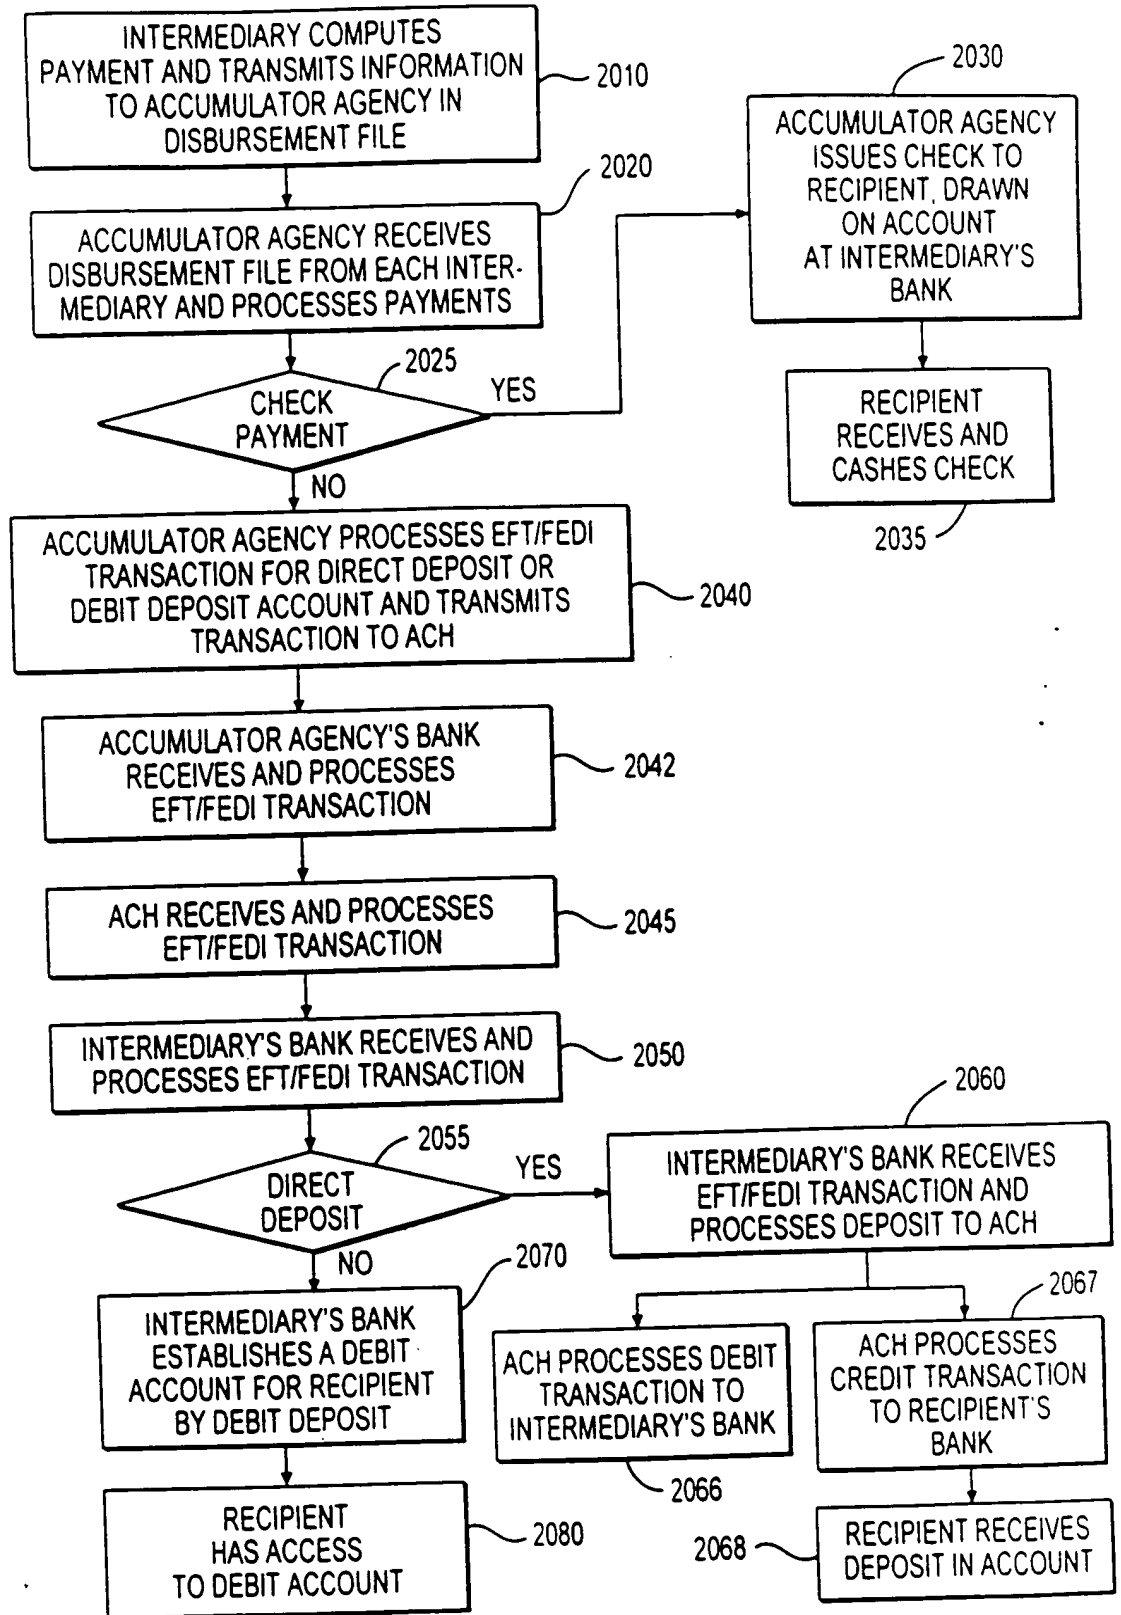 INTERMEDIARY COMPUTES
PAYMENT AND TRANSMITS INFORMATION
TO ACCUMULATOR AGENCY IN
DISBURSEMENT FILE
2010
ACCUMULATOR AGENCY RECEIVES
DISBURSEMENT FILE FROM EACH INTER-
MEDIARY AND PROCESSES PAYMENTS
2020
CHECK
PAYMENT
2025
YES
NO
2030
ACCUMULATOR AGENCY
ISSUES CHECK TO
RECIPIENT, DRAWN
ON ACCOUNT
AT INTERMEDIARY'S
BANK
RECIPIENT
RECEIVES AND
CASHES CHECK
2035
ACCUMULATOR AGENCY PROCESSES EFT/FEDI
TRANSACTION FOR DIRECT DEPOSIT OR
DEBIT DEPOSIT ACCOUNT AND TRANSMITS
TRANSACTION TO ACH
2040
ACCUMULATOR AGENCY'S BANK
RECEIVES AND PROCESSES
EFT/FEDI TRANSACTION
2042
ACH RECEIVES AND PROCESSES
EFT/FEDI TRANSACTION
2045
INTERMEDIARY'S BANK RECEIVES AND
PROCESSES EFT/FEDI TRANSACTION
2050
DIRECT
DEPOSIT
2055
YES
NO
2060
INTERMEDIARY'S BANK RECEIVES
EFT/FEDI TRANSACTION AND
PROCESSES DEPOSIT TO ACH
2070
INTERMEDIARY'S BANK
ESTABLISHES A DEBIT
ACCOUNT FOR RECIPIENT
BY DEBIT DEPOSIT
ACH PROCESSES DEBIT
TRANSACTION TO
INTERMEDIARY'S BANK
2066
2067
ACH PROCESSES
CREDIT TRANSACTION
TO RECIPIENT'S
BANK
RECIPIENT
HAS ACCESS
TO DEBIT ACCOUNT
2080
2068
RECIPIENT RECEIVES
DEPOSIT IN ACCOUNT